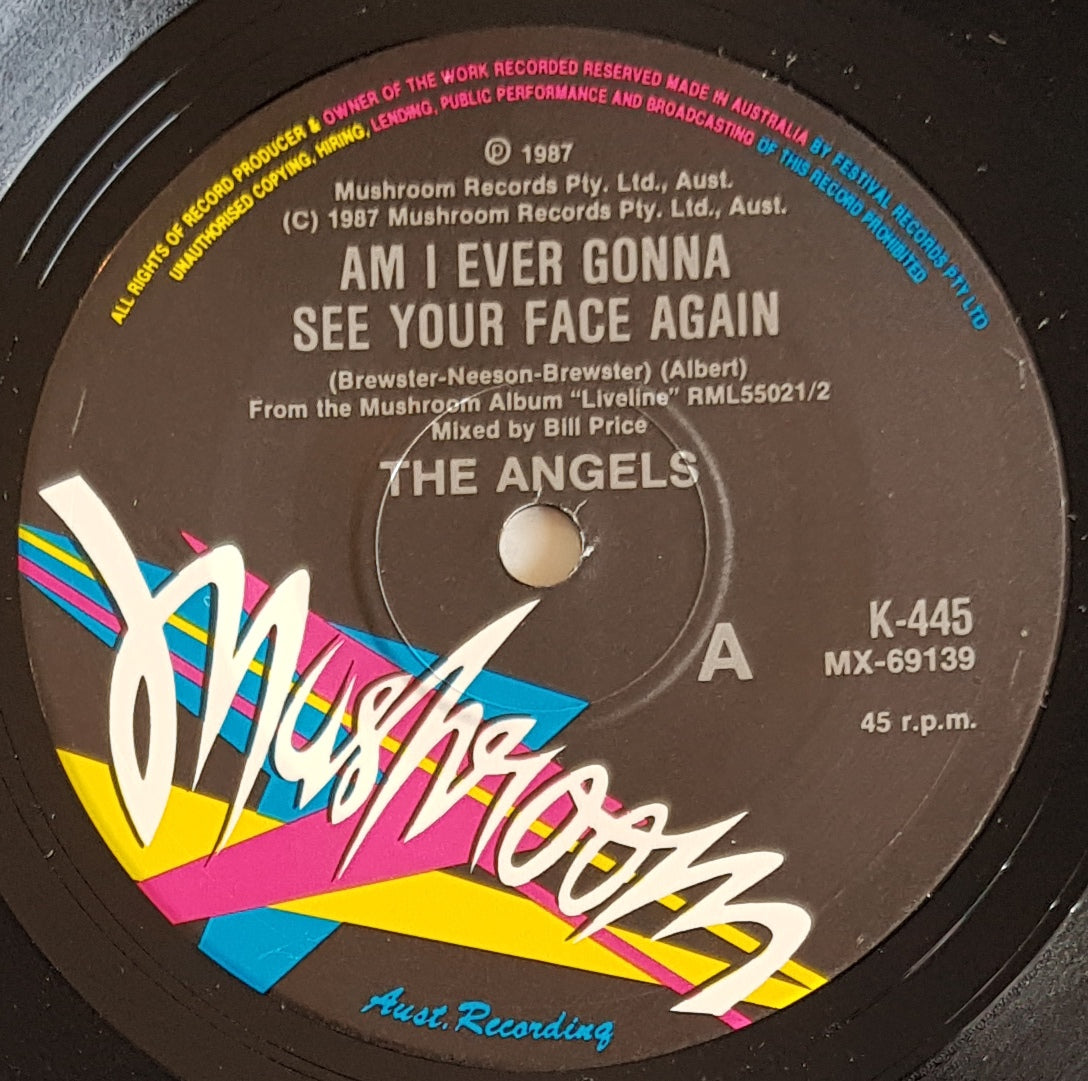 ALL RIGHTS OF RECORD PRODUCER & OWNER OF THE WORK RECORDED RESERVED MADE IN AUSTRALIA BY FESTIVAL RECORDS PTY LTD
UNAUTHORISED COPYING, HIRING, LENDING, PUBLIC PERFORMANCE AND BROADCASTING OF THIS RECORD PROHIBITED
℗ 1987
Mushroom Records Pty. Ltd., Aust.
(C) 1987 Mushroom Records Pty. Ltd., Aust.
AM I EVER GONNA
SEE YOUR FACE AGAIN
(Brewster-Neeson-Brewster) (Albert)
From the Mushroom Album "Liveline" RML55021/2
Mixed by Bill Price
THE ANGELS
A
K-445
MX-69139
45 r.p.m.
Mushroom
Aust. Recording